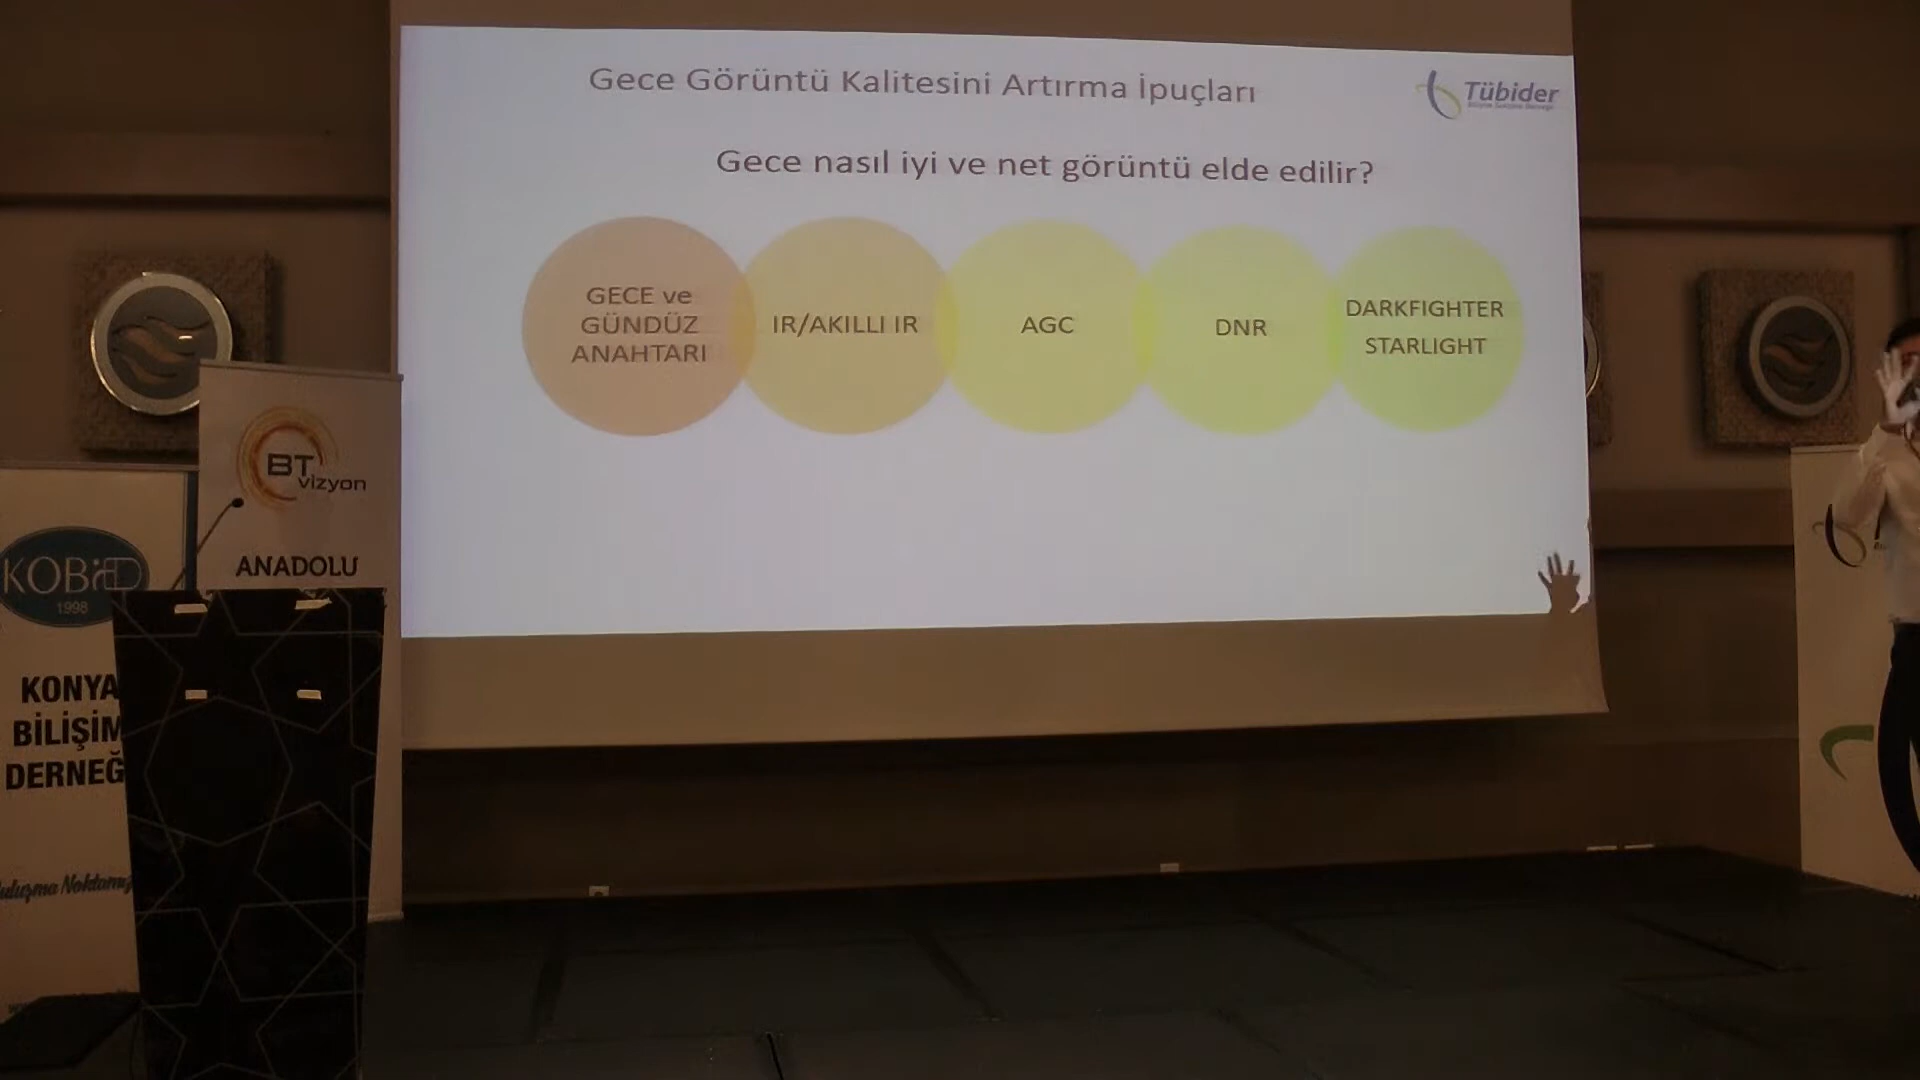 Gece Görüntü Kalitesini Artırma İpuçları
Tübider
Gece nasıl iyi ve net görüntü elde edilir?
GECE ve
GÜNDÜZ
ANAHTARI
IR/AKILLI IR
AGC
DNR
DARKFIGHTER
STARLIGHT
BT
vizyon
ANADOLU
KOBİD
1998
KONYA
BİLİŞİM
DERNEĞ